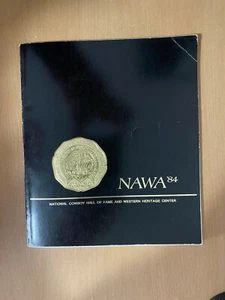 NAWA '84
NATIONAL COWBOY HALL OF FAME AND WESTERN HERITAGE CENTER